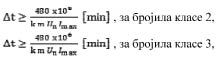 Δt ≥ 480 x10⁶ / k m Uₙ Iₘₐₓ [min] , за бројила класе 2,
Δt ≥ 480 x10⁶ / k m Uₙ Iₘₐₓ [min] , за бројила класе 3,